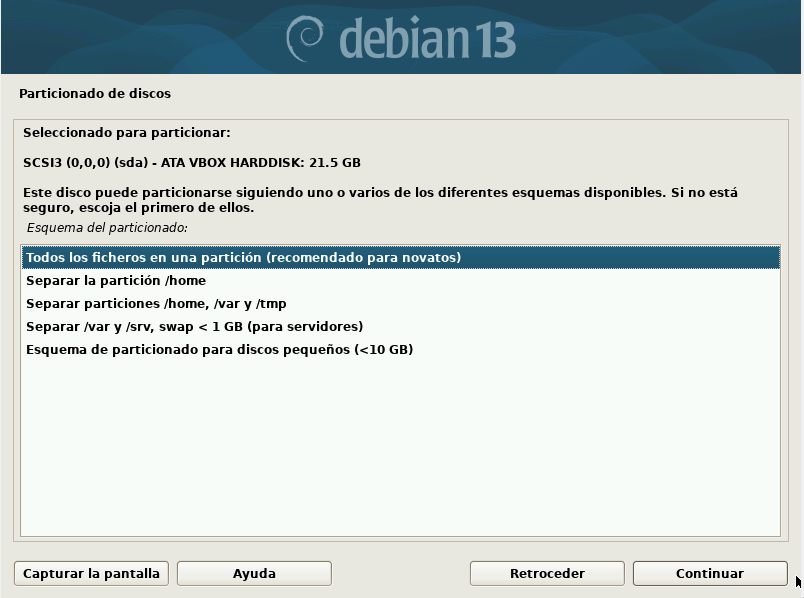 debian 13
Particionado de discos
Seleccionado para particionar:
SCSI3 (0,0,0) (sda) - ATA VBOX HARDDISK: 21.5 GB
Este disco puede particionarse siguiendo uno o varios de los diferentes esquemas disponibles. Si no está
seguro, escoja el primero de ellos.
Esquema del particionado:
Todos los ficheros en una partición (recomendado para novatos)
Separar la partición /home
Separar particiones /home, /var y /tmp
Separar /var y /srv, swap < 1 GB (para servidores)
Esquema de particionado para discos pequeños (<10 GB)
Capturar la pantalla
Ayuda
Retroceder
Continuar